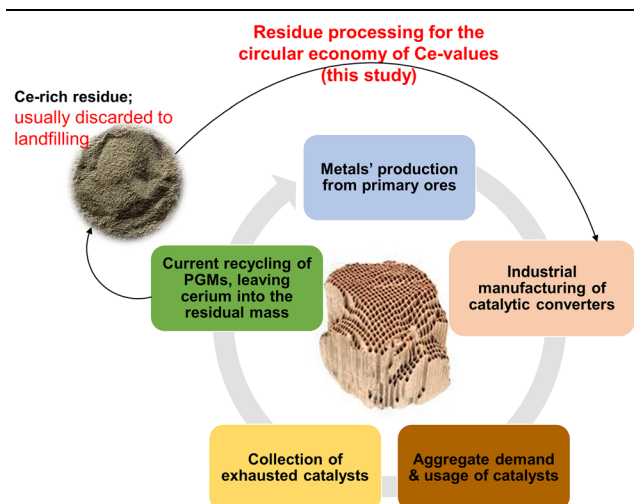 Residue processing for the
circular economy of Ce-values
(this study)
Ce-rich residue;
usually discarded to
landfilling
Metals' production
from primary ores
Current recycling of
PGMs, leaving
cerium into the
residual mass
Industrial
manufacturing of
catalytic converters
Collection of
exhausted catalysts
Aggregate demand
& usage of catalysts